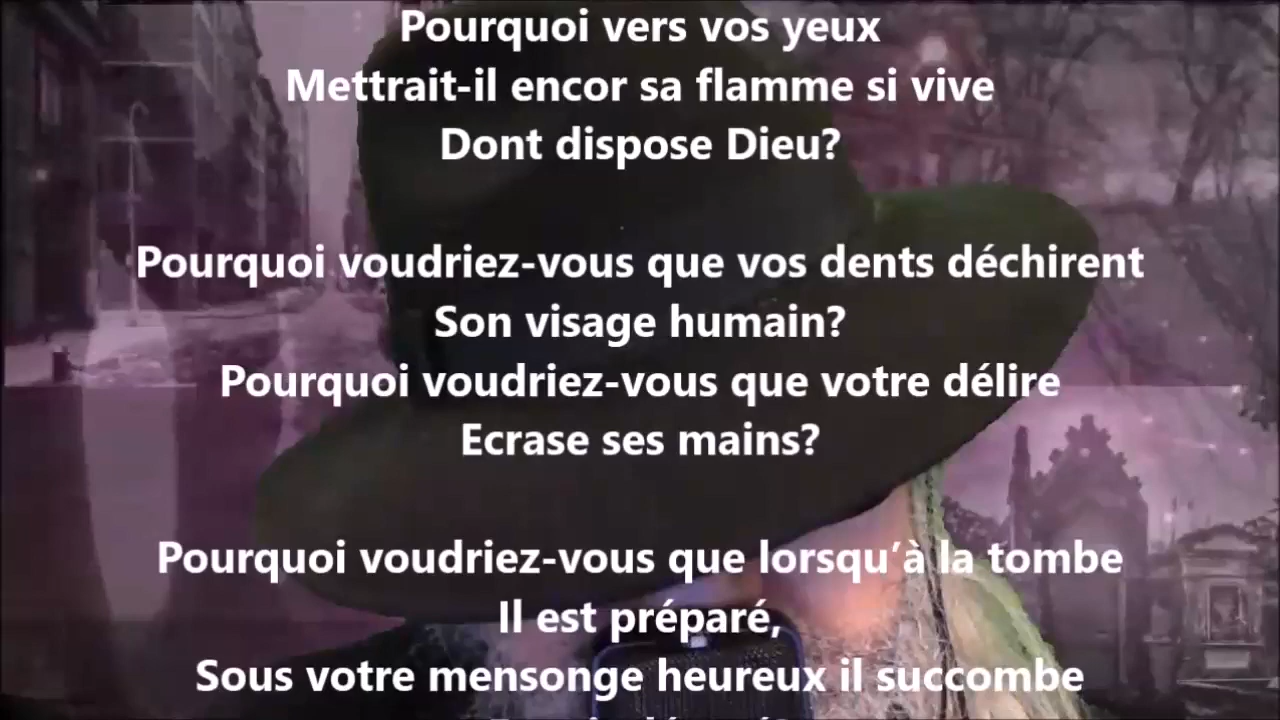 Pourquoi vers vos yeux
Mettrait-il encor sa flamme si vive
Dont dispose Dieu?
Pourquoi voudriez-vous que vos dents déchirent
Son visage humain?
Pourquoi voudriez-vous que votre délire
Ecrase ses mains?
Pourquoi voudriez-vous que lorsqu’à la tombe
Il est préparé,
Sous votre mensonge heureux il succombe